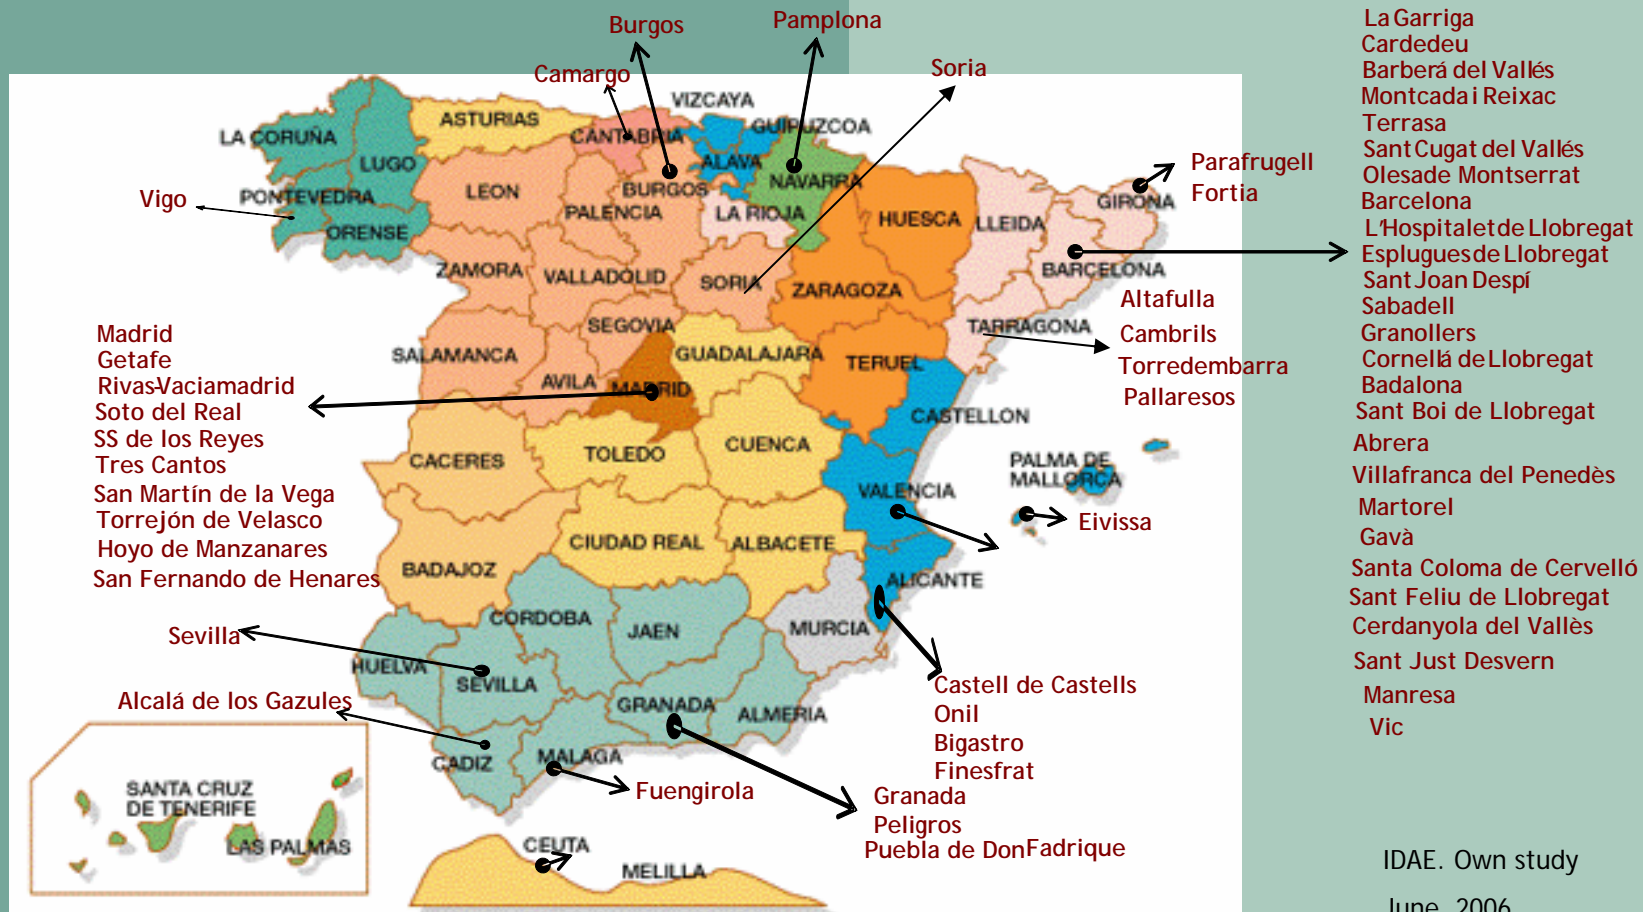 Burgos
Pamplona
Camargo
Soria
Vigo
VIZCAYA
GUIPUZCOA
ASTURIAS
CANTABRIA
LA CORUÑA
LUGO
ALAVA
NAVARRA
PONTEVEDRA
LEON
BURGOS
PALENCIA
LA RIOJA
HUESCA
LLEIDA
GIRONA
ORENSE
ZAMORA
VALLADOLID
SORIA
ZARAGOZA
BARCELONA
SEGOVIA
TARRAGONA
SALAMANCA
GUADALAJARA
TERUEL
AVILA
MADRID
CASTELLON
CACERES
TOLEDO
CUENCA
PALMA DE
MALLORCA
VALENCIA
CIUDAD REAL
ALBACETE
BADAJOZ
ALICANTE
CORDOBA
JAEN
MURCIA
HUELVA
SEVILLA
GRANADA
ALMERIA
CADIZ
MALAGA
SANTA CRUZ
DE TENERIFE
LAS PALMAS
CEUTA
MELILLA
Madrid
Getafe
Rivas-Vaciamadrid
Soto del Real
SS de los Reyes
Tres Cantos
San Martín de la Vega
Torrejón de Velasco
Hoyo de Manzanares
San Fernando de Henares
Sevilla
Alcalá de los Gazules
Fuengirola
Granada
Peligros
Puebla de Don Fadrique
Castell de Castells
Onil
Bigastro
Finesfrat
Eivissa
Altafulla
Cambrils
Torredembarra
Pallaresos
Parafrugell
Fortia
La Garriga
Cardedeu
Barberá del Vallés
Montcada i Reixac
Terrasa
Sant Cugat del Vallés
Olesa de Montserrat
Barcelona
L'Hospitalet de Llobregat
Esplugues de Llobregat
Sant Joan Despí
Sabadell
Granollers
Cornellá de Llobregat
Badalona
Sant Boi de Llobregat
Abrera
Villafranca del Penedès
Martorel
Gavà
Santa Coloma de Cervelló
Sant Feliu de Llobregat
Cerdanyola del Vallès
Sant Just Desvern
Manresa
Vic
IDAE. Own study
June, 2006